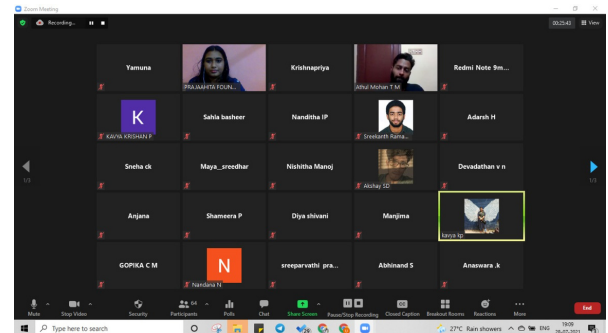 Zoom Meeting
Recording...
00:25:43
View
Yamuna
PRAJAAHITA FOUN...
Krishnapriya
Athul Mohan T M
Redmi Note 9m...
K
KAVYA KRISHNAN P
Sahla basheer
Nanditha IP
Sreekanth Rama...
Adarsh H
Sneha ck
Maya_sreedhar
Nishitha Manoj
Akshay SD
Devadathan v n
1/3
1/3
Anjana
Shameera P
Diya shivani
Manjima
kavya kp
GOPIKA C M
N
Nandana N
sreeparvathi pra...
Abhinand S
Anaswara .k
Mute
Stop Video
Security
64
Participants
Polls
Chat
Share Screen
Pause/Stop Recording
CC
Closed Caption
Breakout Rooms
Reactions
More
End
Type here to search
27°C Rain showers
ENG
19:09
29-07-2021